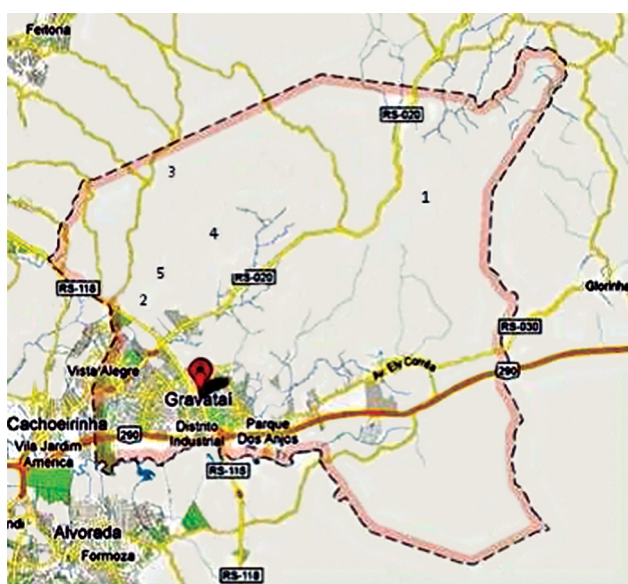 Feitoria
RS-020
3
1
4
5
RS-020
RS-118
2
Glorinha
RS-030
Vista Alegre
Av. Ely Corrêa
290
Gravataí
Cachoeirinha
290
Distrito
Industrial
Parque
Dos Anjos
Vila Jardim
América
RS-118
ndi
Alvorada
Formoza
RS-118